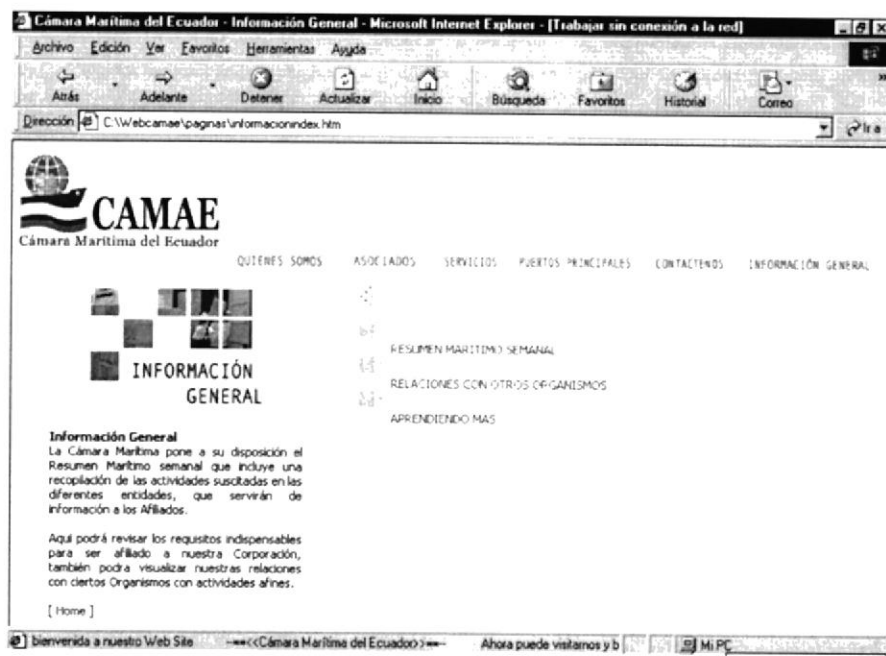 Cámara Marítima del Ecuador - Información General - Microsoft Internet Explorer - [Trabajar sin conexión a la red]
Archivo Edición Ver Favoritos Herramientas Ayuda
Atrás Adelante Detener Actualizar Inicio Búsqueda Favoritos Historial Correo »
Dirección C:\Webcamae\paginas\informacionindex.htm Ir a
CAMAE
Cámara Marítima del Ecuador
QUIENES SOMOS ASOCIADOS SERVICIOS PUERTOS PRINCIPALES CONTACTENOS INFORMACIÓN GENERAL
INFORMACIÓN
GENERAL
RESUMEN MARITIMO SEMANAL
RELACIONES CON OTROS ORGANISMOS
APRENDIENDO MAS
Información General
La Cámara Marítima pone a su disposición el
Resumen Marítimo semanal que incluye una
recopilación de las actividades suscitadas en las
diferentes entidades, que servirán de
información a los Afiliados.
Aquí podrá revisar los requisitos indispensables
para ser afiliado a nuestra Corporación,
también podra visualizar nuestras relaciones
con ciertos Organismos con actividades afines.
[ Home ]
bienvenida a nuestro Web Site -==<<Cámara Marítima del Ecuador>>==- Ahora puede visitarnos y b Mi PC